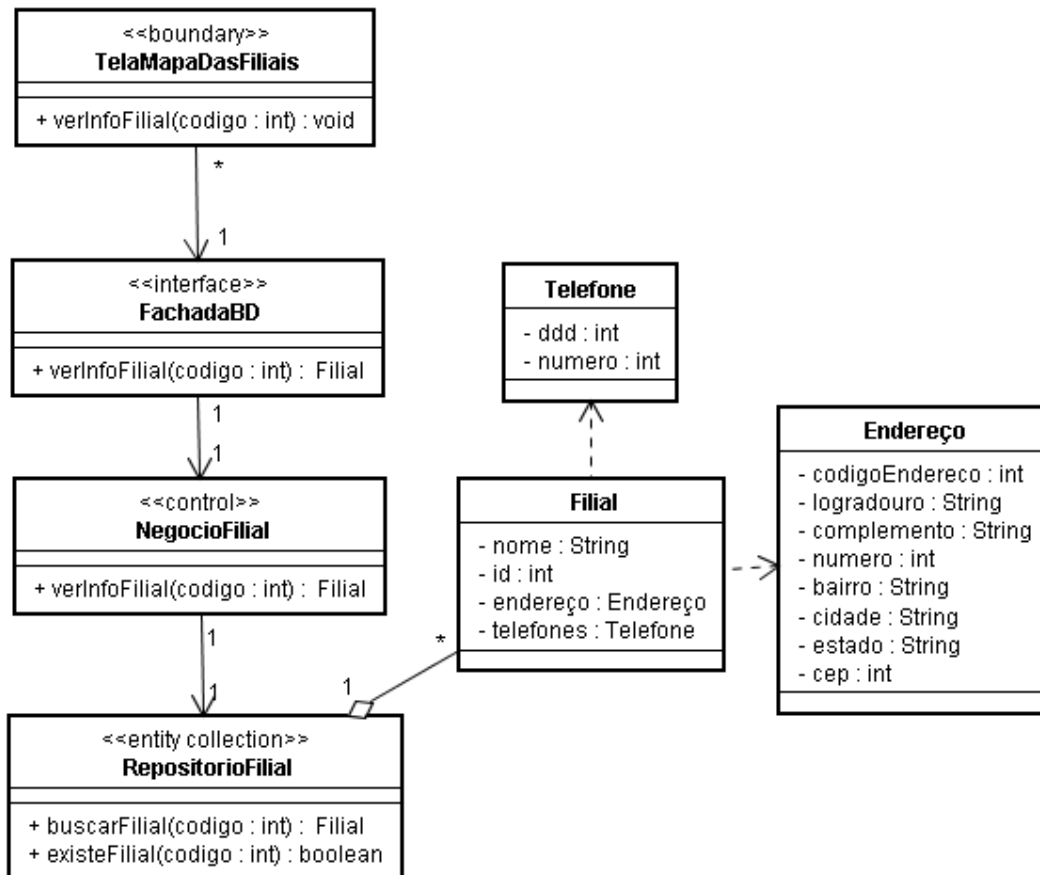 <<boundary>>
TelaMapaDasFiliais
+ verInfoFilial(codigo : int) : void
*
1
<<interface>>
FachadaBD
+ verInfoFilial(codigo : int) : Filial
1
1
<<control>>
NegocioFilial
+ verInfoFilial(codigo : int) : Filial
1
1
<<entity collection>>
RepositorioFilial
+ buscarFilial(codigo : int) : Filial
+ existeFilial(codigo : int) : boolean
1
*
Telefone
- ddd : int
- numero : int
Filial
- nome : String
- id : int
- endereço : Endereço
- telefones : Telefone
Endereço
- codigoEndereco : int
- logradouro : String
- complemento : String
- numero : int
- bairro : String
- cidade : String
- estado : String
- cep : int